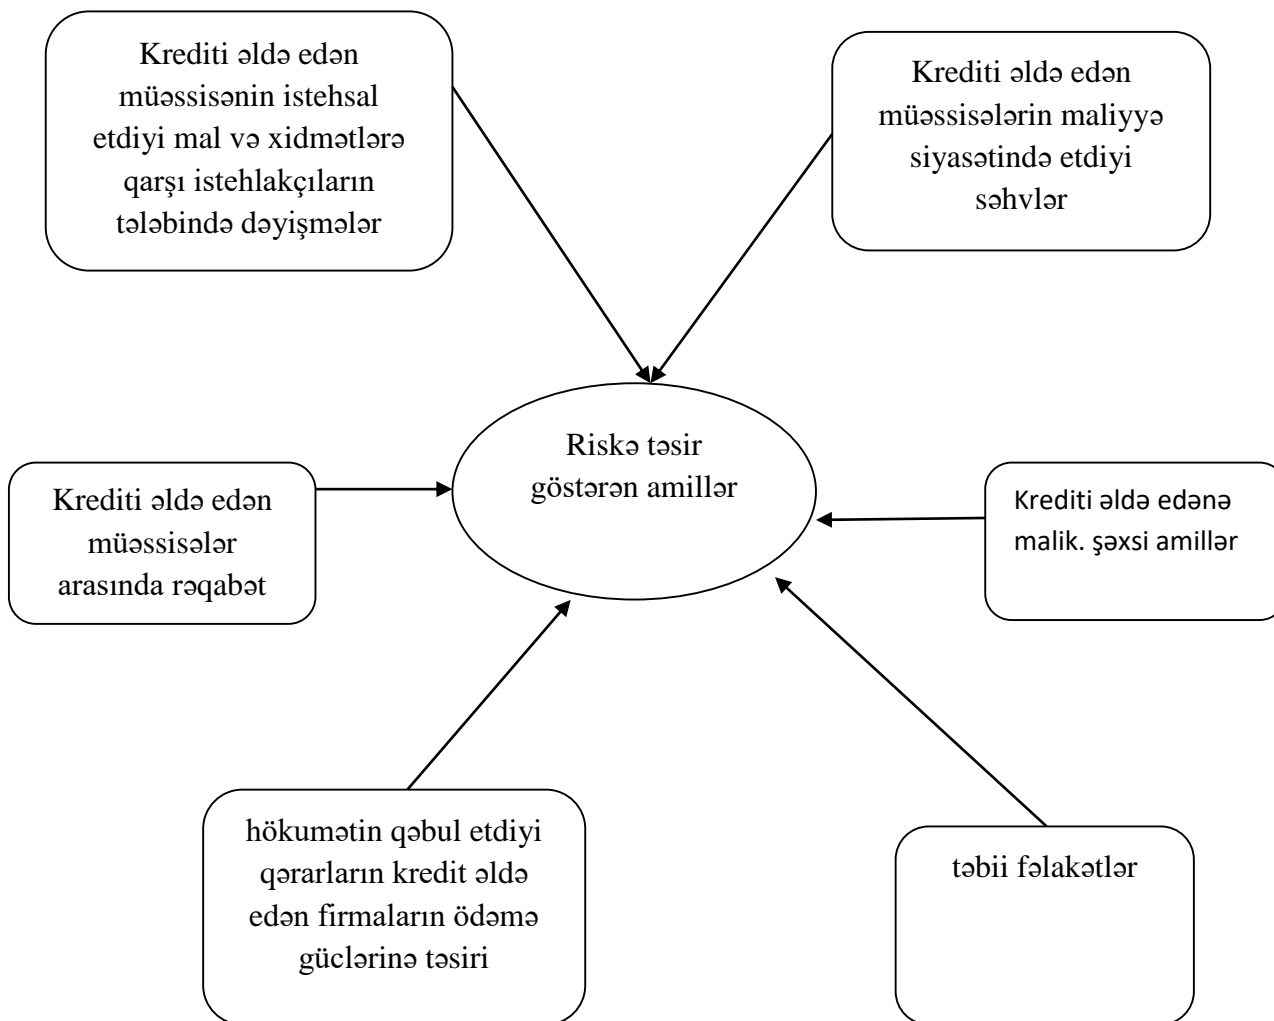 Krediti əldə edən
müəssisənin istehsal
etdiyi mal və xidmətlərə
qarşı istehlakçıların
tələbində dəyişmələr
Krediti əldə edən
müəssisələrin maliyyə
siyasətində etdiyi
səhvlər
Riskə təsir
göstərən amillər
Krediti əldə edən
müəssisələr
arasında rəqabət
Krediti əldə edənə
malik. şəxsi amillər
hökumətin qəbul etdiyi
qərarların kredit əldə
edən firmaların ödəmə
güclərinə təsiri
təbii fəlakətlər